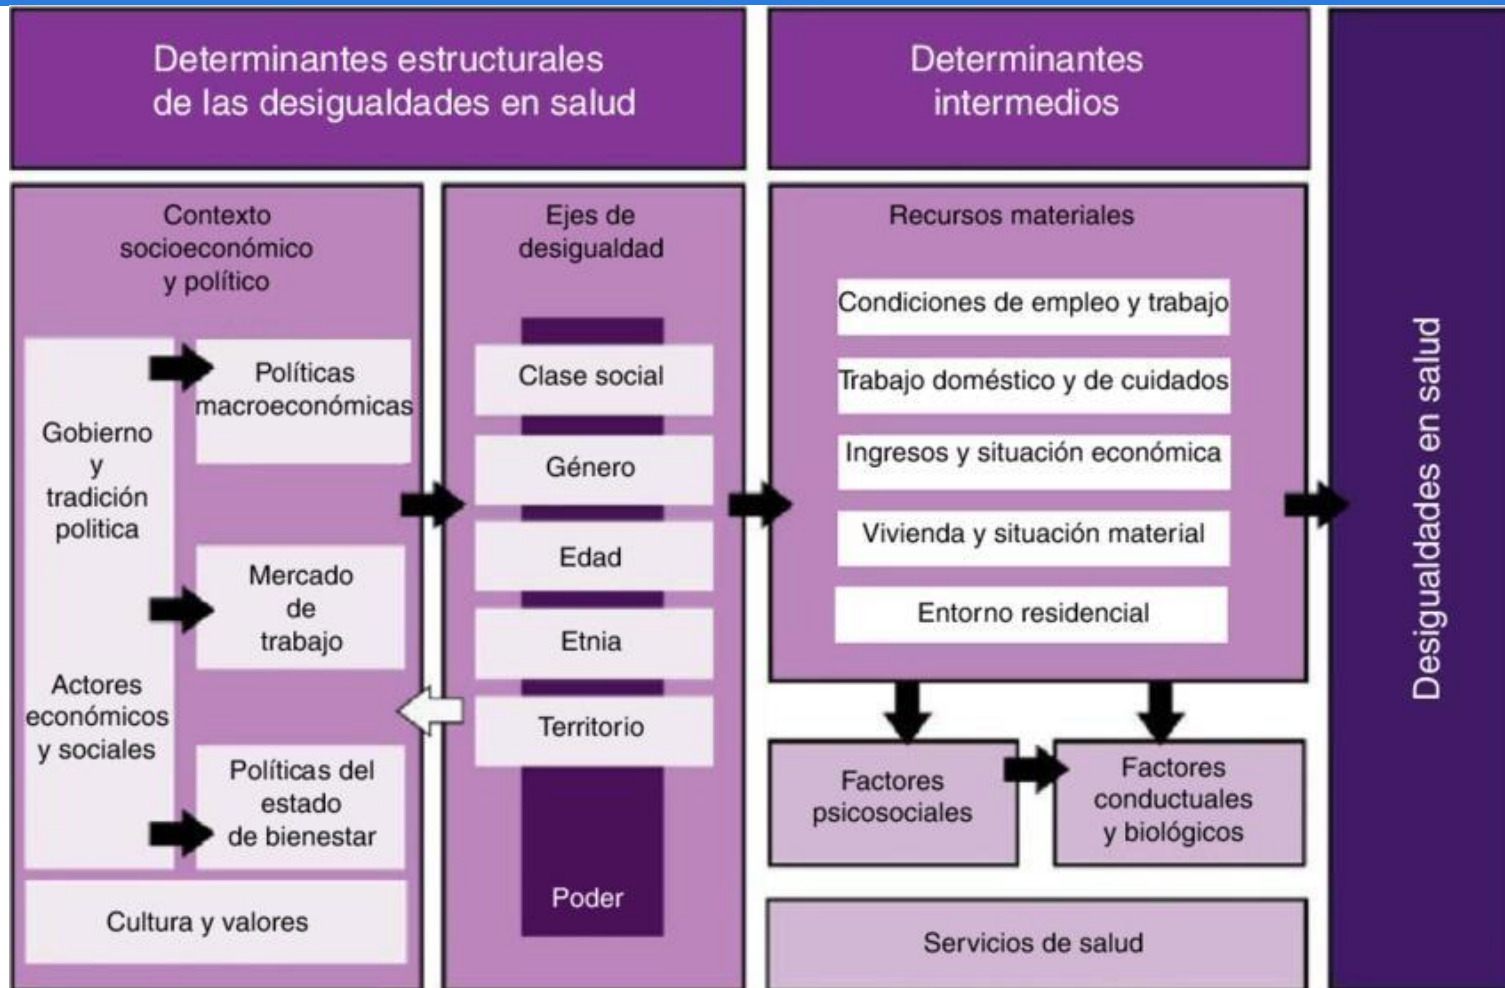 Determinantes estructurales
de las desigualdades en salud
Determinantes
intermedios
Contexto
socioeconómico
y político
Gobierno
y
tradición
politica
Actores
económicos
y sociales
Políticas
macroeconómicas
Mercado
de
trabajo
Políticas del
estado
de bienestar
Cultura y valores
Ejes de
desigualdad
Clase social
Género
Edad
Etnia
Territorio
Poder
Recursos materiales
Condiciones de empleo y trabajo
Trabajo doméstico y de cuidados
Ingresos y situación económica
Vivienda y situación material
Entorno residencial
Factores
psicosociales
Factores
conductuales
y biológicos
Servicios de salud
Desigualdades en salud